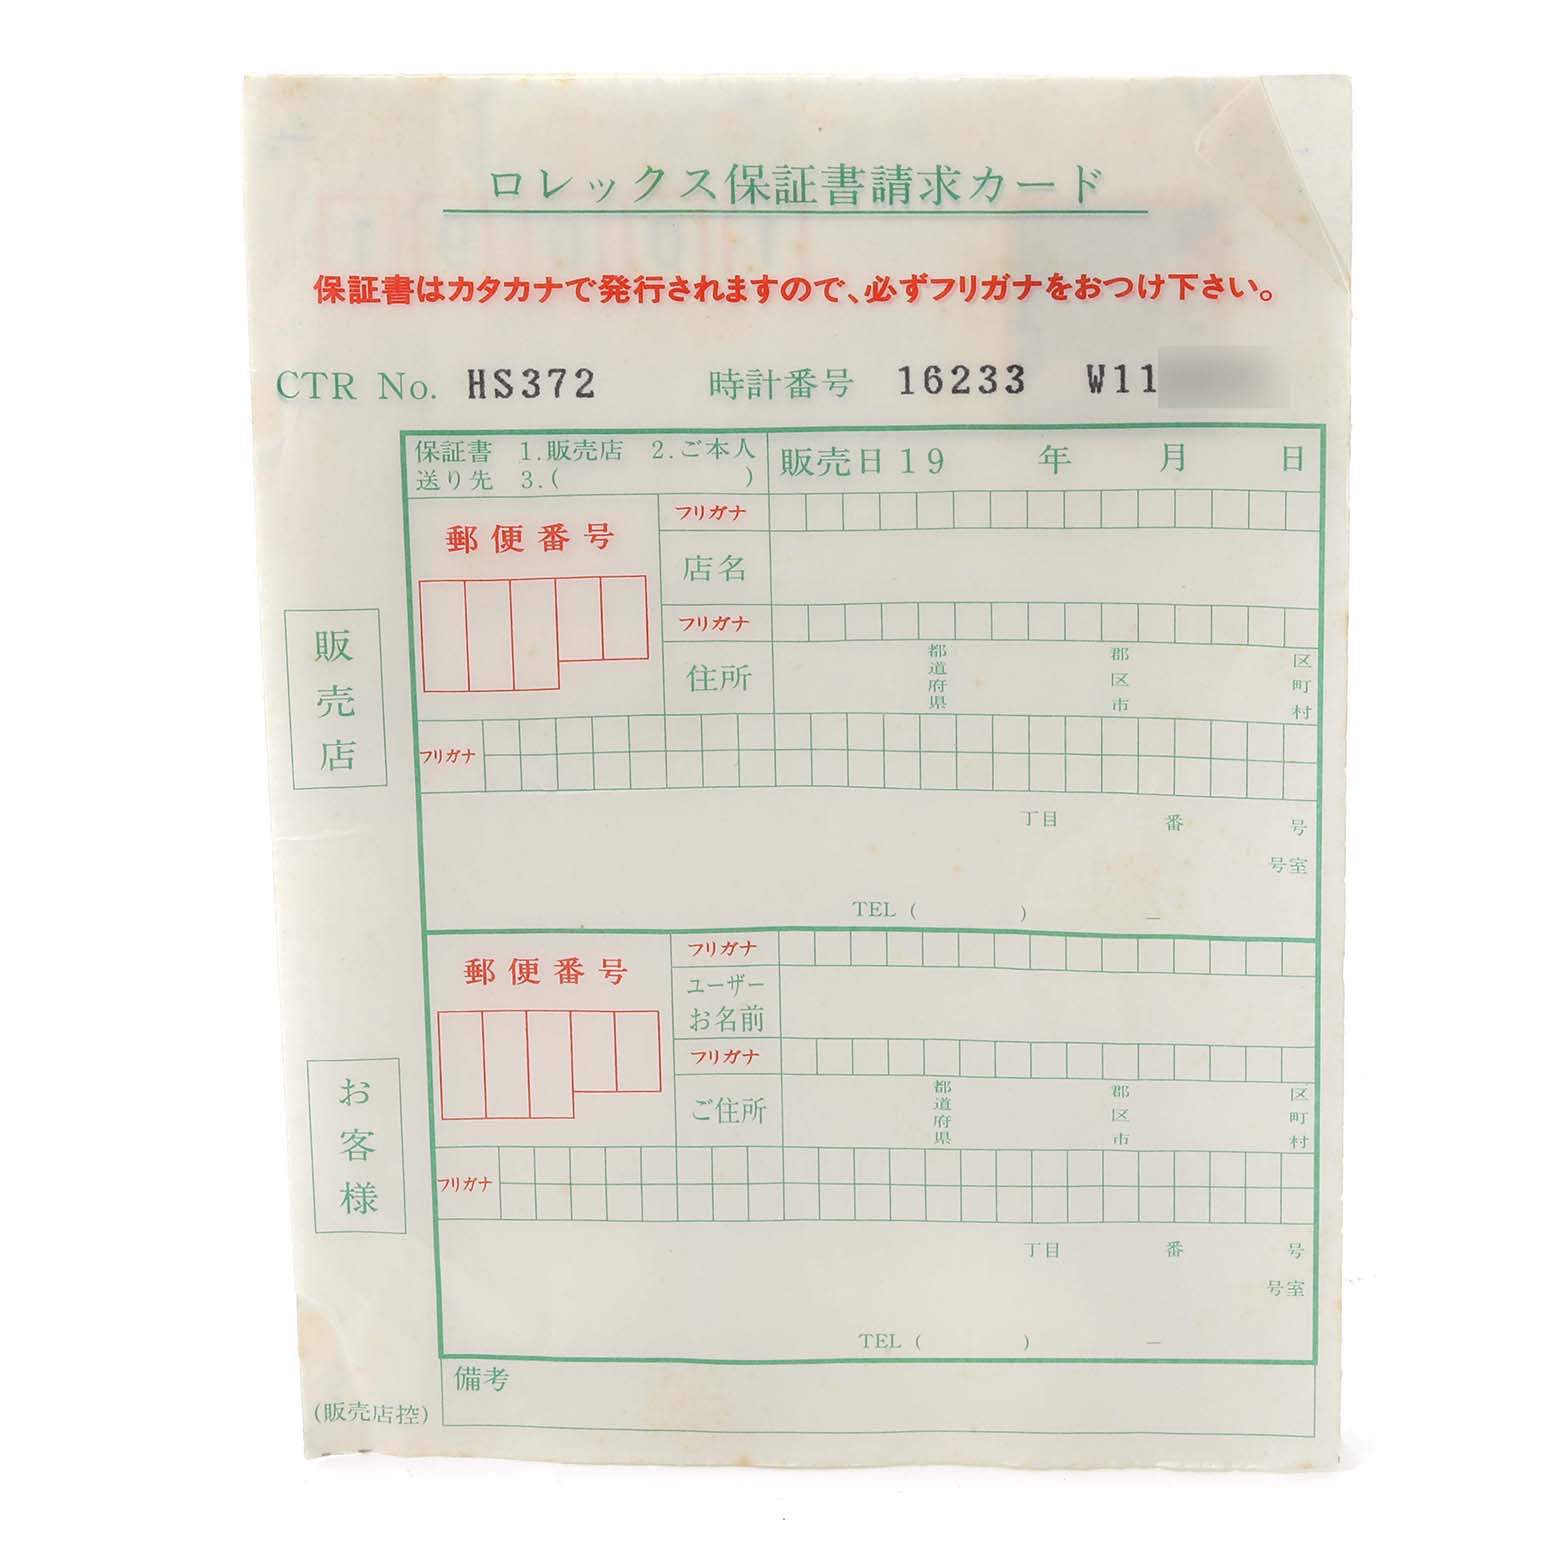 ロレックス保証書請求カード
保証書はカタカナで発行されますので、必ずフリガナをおつけ下さい。
CTR No. HS372 時計番号 16233 W11
保証書 1.販売店 2.ご本人
送り先 3.( )
販売日19 年 月 日
販売店
郵便番号
フリガナ
店名
フリガナ
住所 都道府県 郡区市 区町村
フリガナ
丁目 番 号
号室
TEL ( ) –
お客様
郵便番号
フリガナ
ユーザー
お名前
フリガナ
ご住所 都道府県 郡区市 区町村
フリガナ
丁目 番 号
号室
TEL ( ) –
備考
(販売店控)